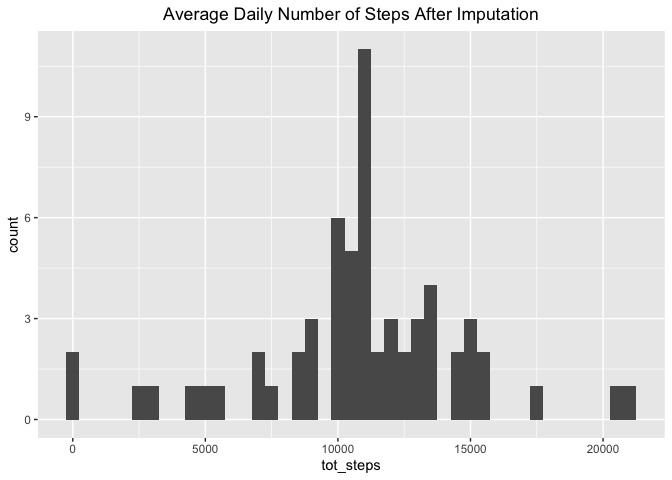 Average Daily Number of Steps After Imputation
9
6
3
0
count
0 5000 10000 15000 20000
tot_steps